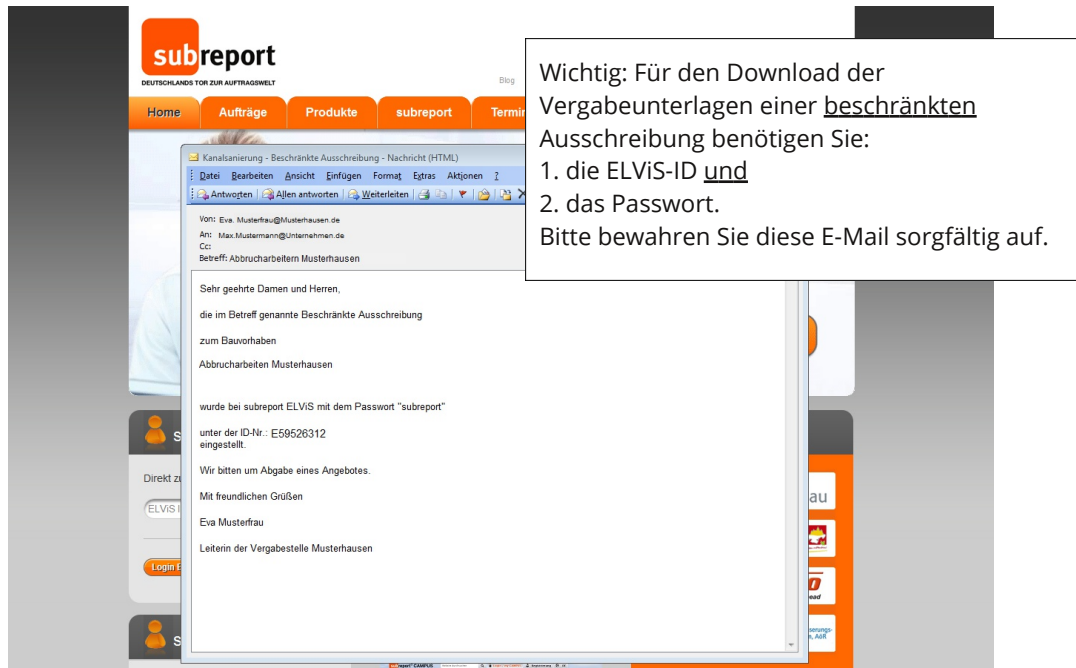 subreport
DEUTSCHLANDS TOR ZUR AUFTRAGSWELT
Blog
Home Aufträge Produkte subreport
Wichtig: Für den Download der
Vergabeunterlagen einer beschränkten
Ausschreibung benötigen Sie:
1. die ELViS-ID und
2. das Passwort.
Bitte bewahren Sie diese E-Mail sorgfältig auf.
Kanalsanierung - Beschränkte Ausschreibung - Nachricht (HTML)
Datei Bearbeiten Ansicht Einfügen Format Extras Aktionen ?
Antworten Allen antworten Weiterleiten
Von: Eva. Musterfrau@Musterhausen.de
An: Max.Mustermann@Unternehmen.de
Cc:
Betreff: Abbrucharbeitern Musterhausen
Sehr geehrte Damen und Herren,
die im Betreff genannte Beschränkte Ausschreibung
zum Bauvorhaben
Abbrucharbeiten Musterhausen
wurde bei subreport ELViS mit dem Passwort "subreport"
unter der ID-Nr.: E59526312
eingestellt.
Wir bitten um Abgabe eines Angebotes.
Mit freundlichen Grüßen
Eva Musterfrau
Leiterin der Vergabestelle Musterhausen
Direkt
ELViS
Login